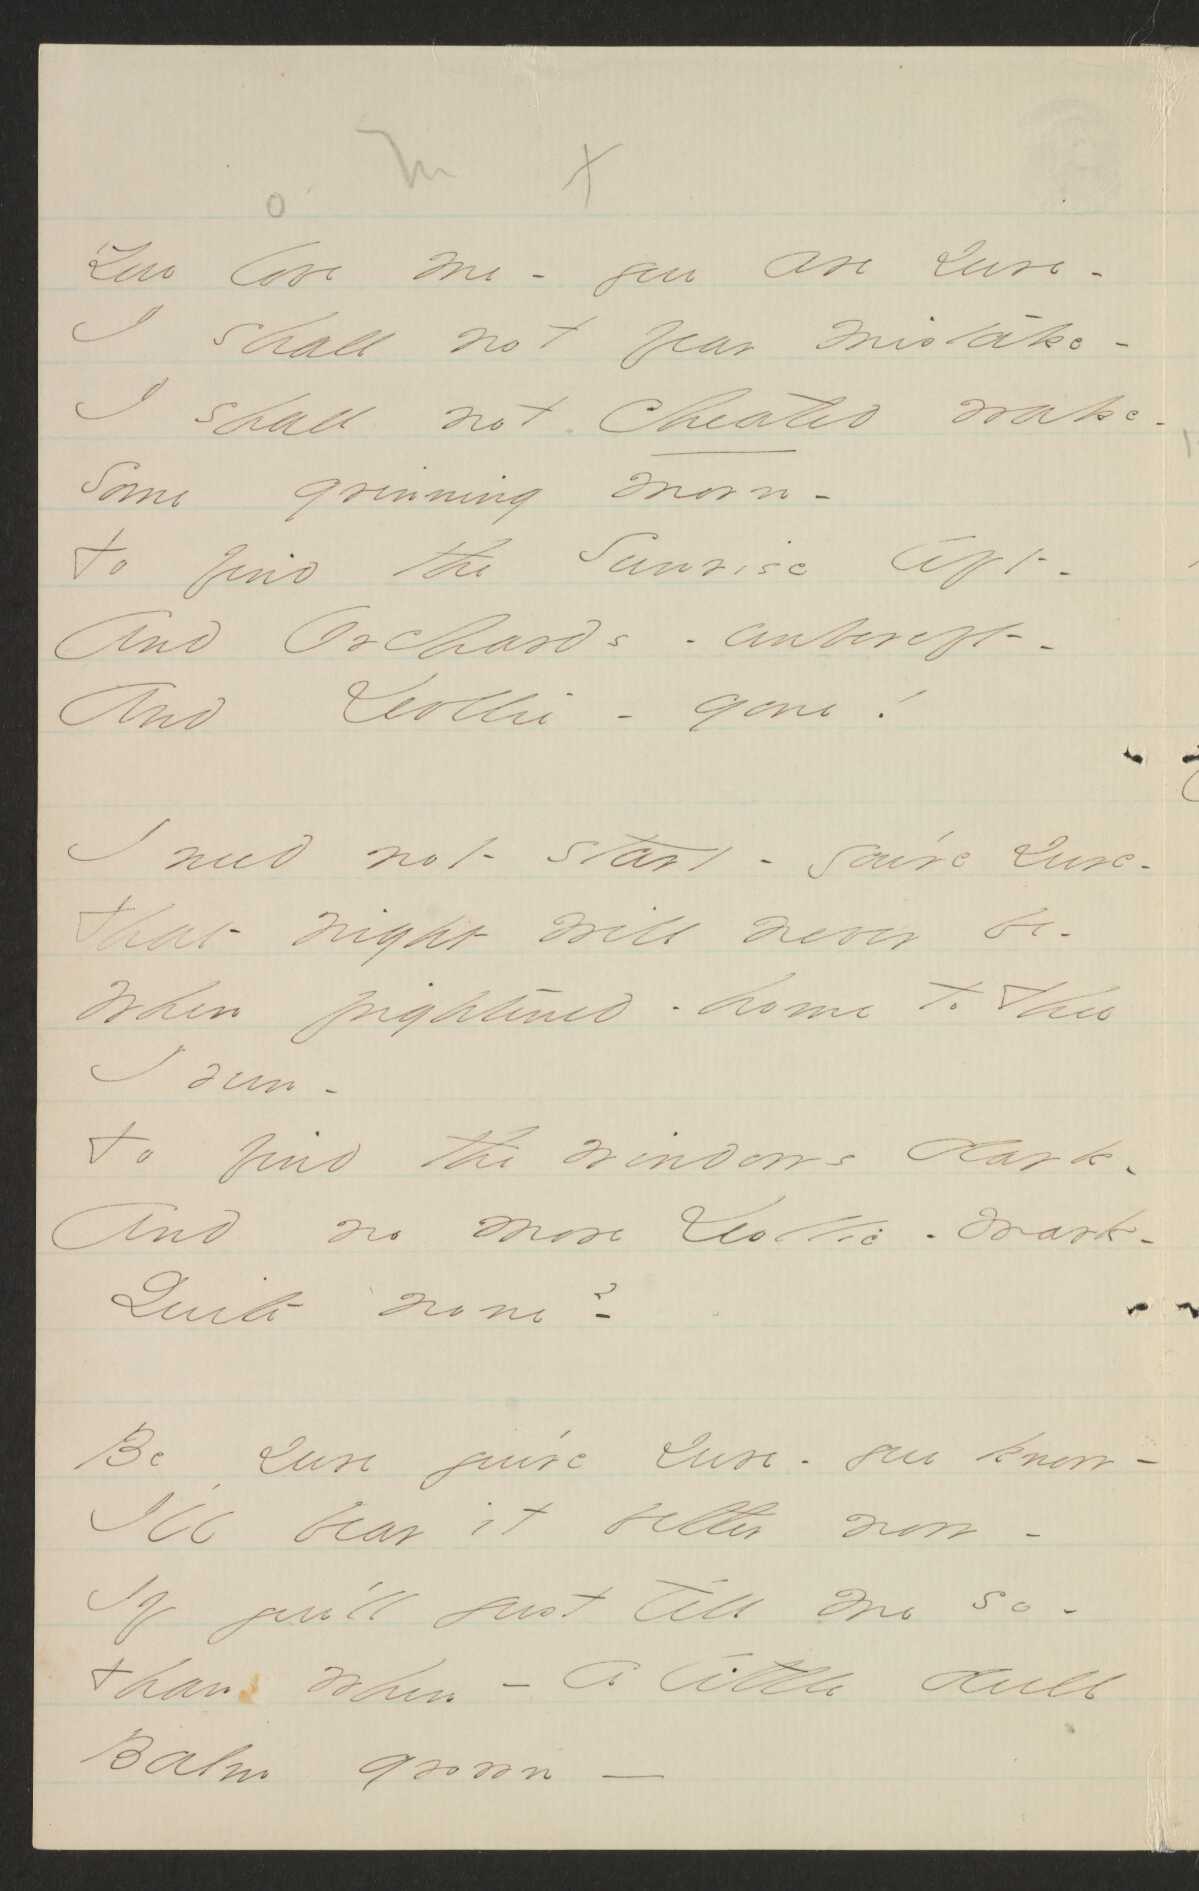 o m x
You love me – you are sure –
I shall not fear mistake –
I shall not cheated wake –
Some grinning morn –
To find the Sunrise left –
And Orchards – unbereft –
And Dollie – gone!
I need not start – you're sure –
That night will never be –
When frightened – home to Thee
I run –
To find the windows dark –
And no more Dollie – mark –
Quite none? –
Be sure you're sure – you know –
I'll bear it better now –
If you'll just tell me so –
Than when – a little dull
Balm grown —